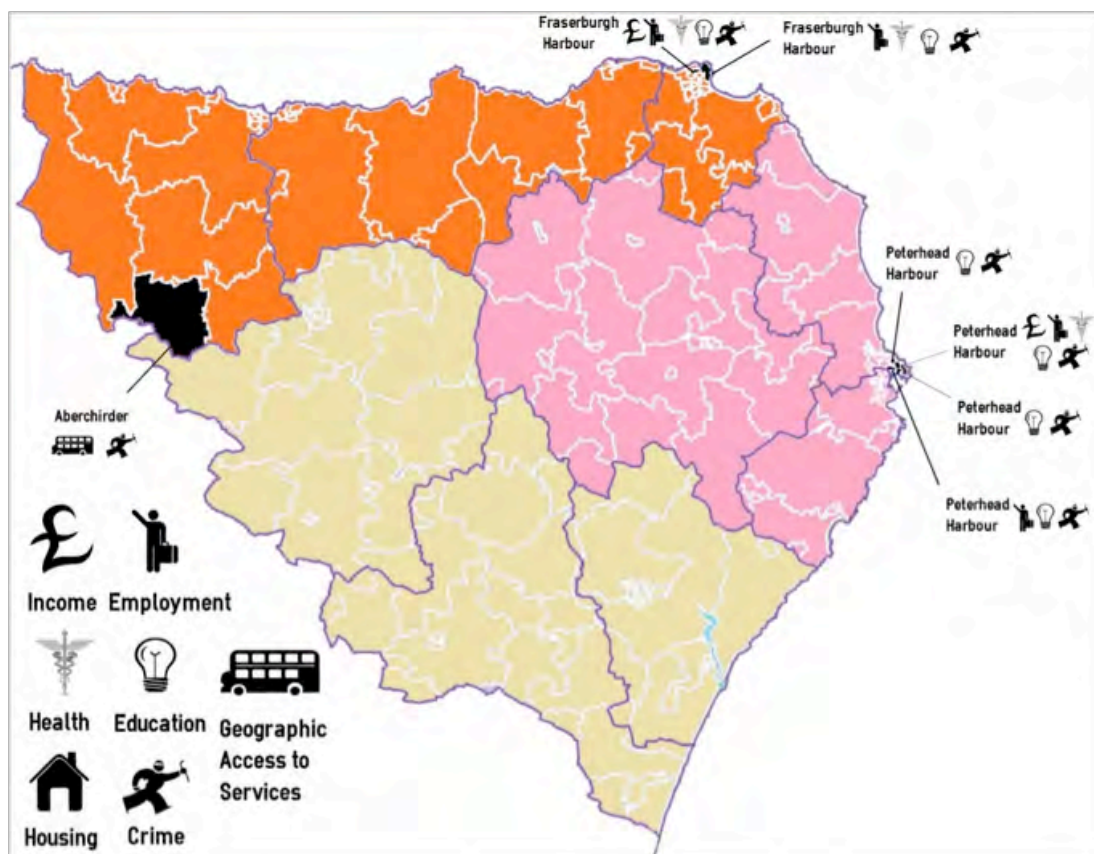 Fraserburgh
Harbour
Fraserburgh
Harbour
Peterhead
Harbour
Peterhead
Harbour
Peterhead
Harbour
Peterhead
Harbour
Aberchirder
£
Income Employment
Health Education
Geographic
Access to
Services
Housing Crime